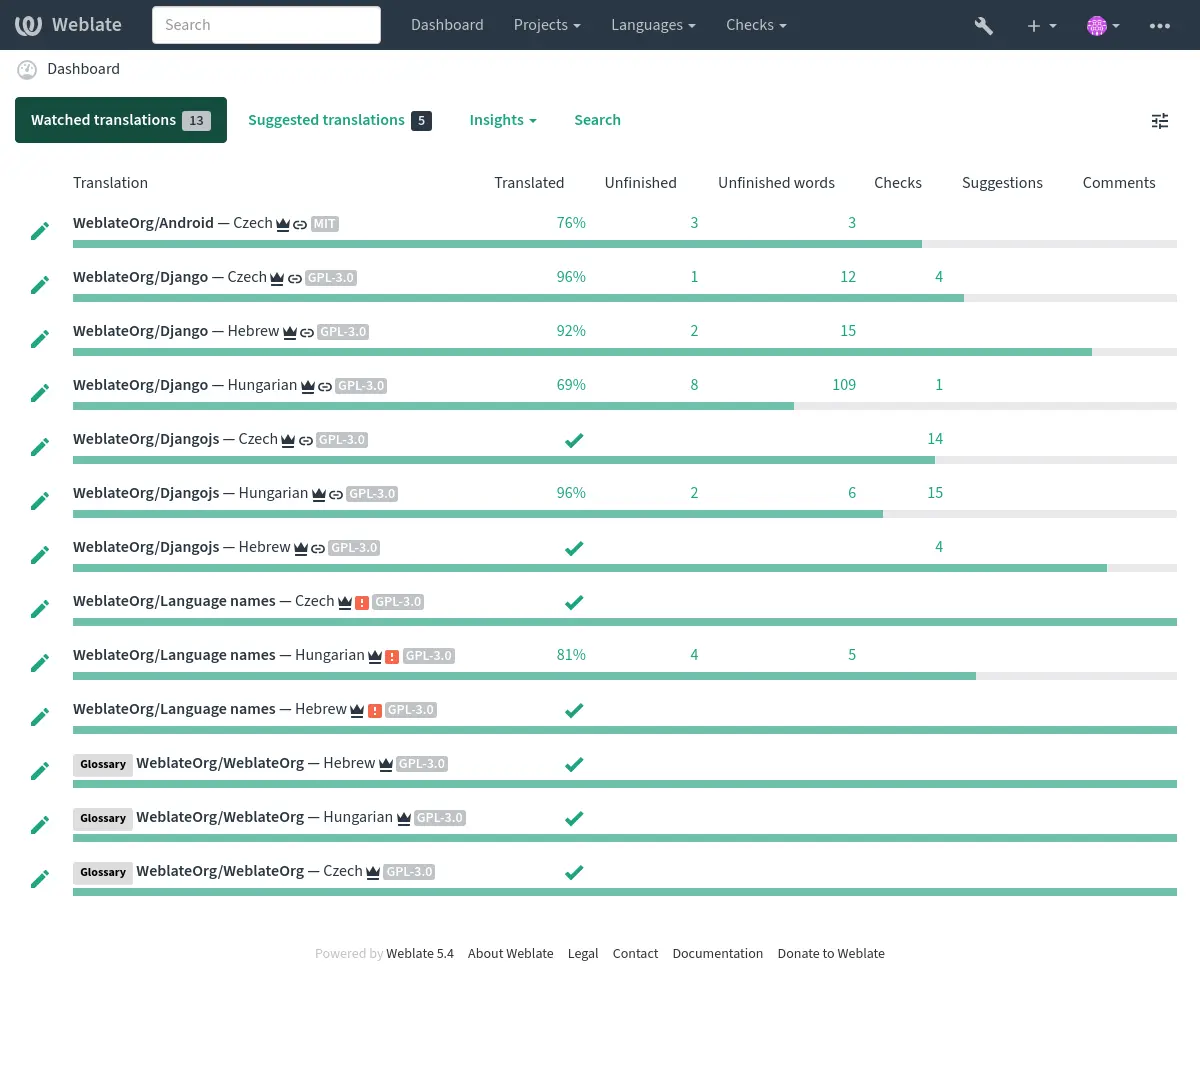 Weblate Search Dashboard Projects Languages Checks
Dashboard
Watched translations 13 Suggested translations 5 Insights Search
Translation Translated Unfinished Unfinished words Checks Suggestions Comments
WeblateOrg/Android — Czech MIT 76% 3 3
WeblateOrg/Django — Czech GPL-3.0 96% 1 12 4
WeblateOrg/Django — Hebrew GPL-3.0 92% 2 15
WeblateOrg/Django — Hungarian GPL-3.0 69% 8 109 1
WeblateOrg/Djangojs — Czech GPL-3.0 14
WeblateOrg/Djangojs — Hungarian GPL-3.0 96% 2 6 15
WeblateOrg/Djangojs — Hebrew GPL-3.0 4
WeblateOrg/Language names — Czech GPL-3.0
WeblateOrg/Language names — Hungarian GPL-3.0 81% 4 5
WeblateOrg/Language names — Hebrew GPL-3.0
Glossary WeblateOrg/WeblateOrg — Hebrew GPL-3.0
Glossary WeblateOrg/WeblateOrg — Hungarian GPL-3.0
Glossary WeblateOrg/WeblateOrg — Czech GPL-3.0
Powered by Weblate 5.4 About Weblate Legal Contact Documentation Donate to Weblate